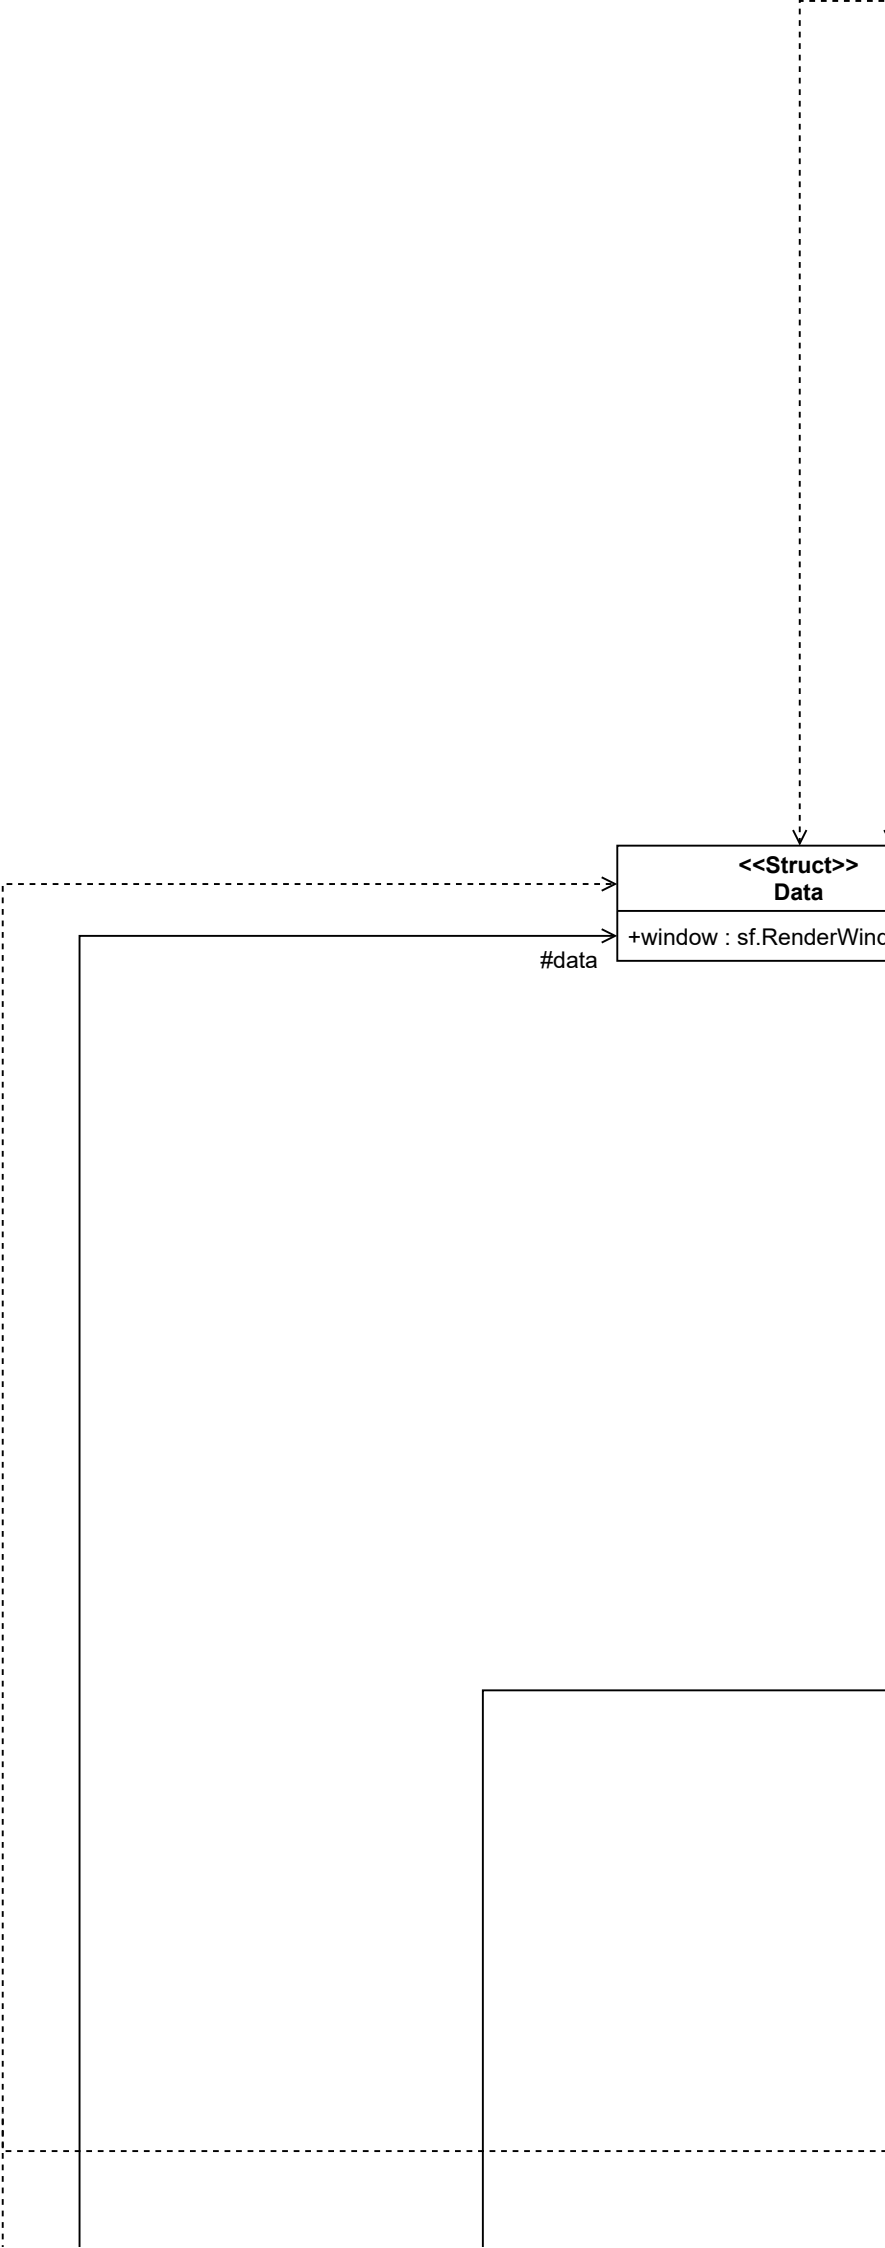 <<Struct>>
Data
+window : sf.RenderWind
#data